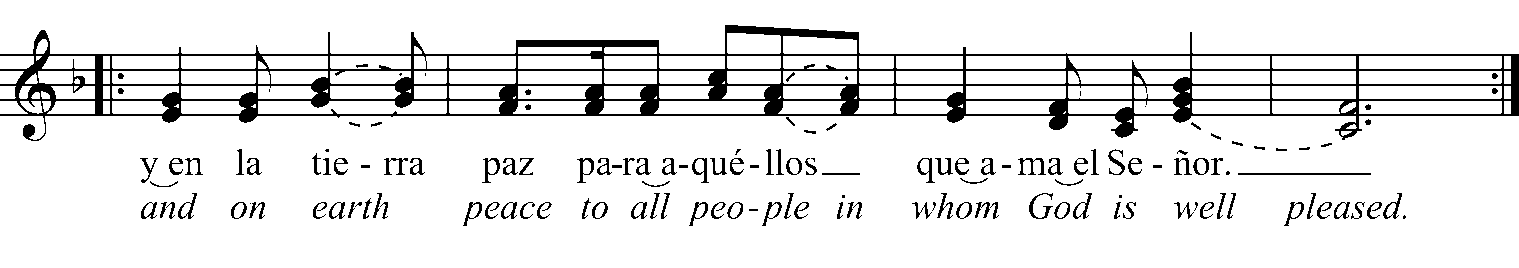 y en la tie - rra paz pa-ra a-qué-llos que a-ma el Se-ñor.
and on earth peace to all peo-ple in whom God is well pleased.